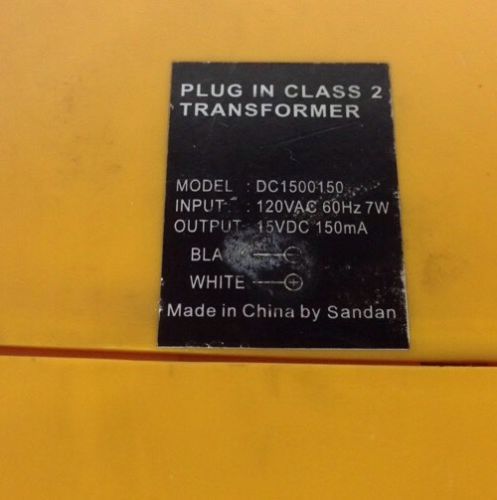 PLUG IN CLASS 2
TRANSFORMER
MODEL : DC1500150
INPUT : 120VAC 60Hz 7W
OUTPUT : 15VDC 150mA
WHITE
Made in China by Sandan